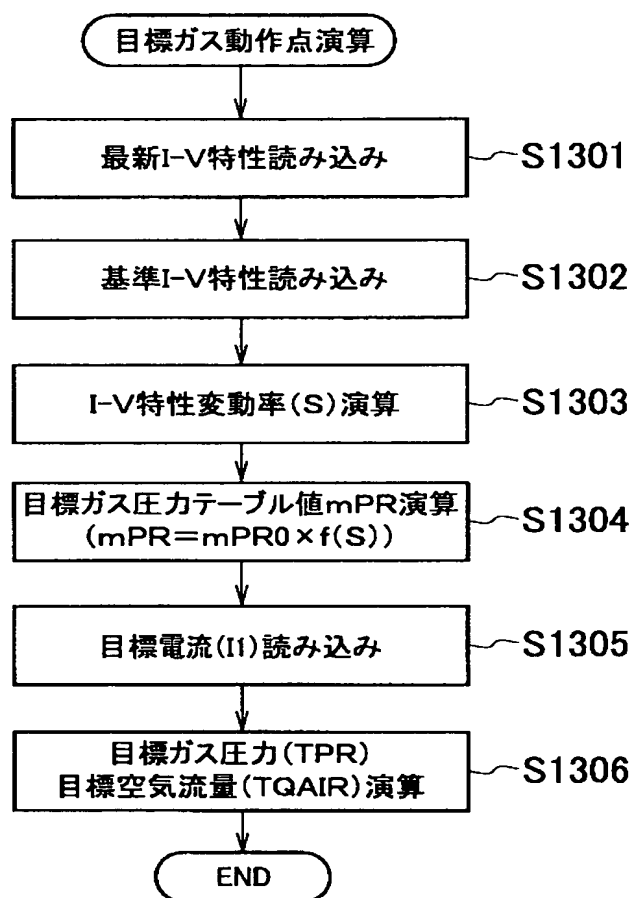 目標ガス動作点演算
最新I-V特性読み込み
S1301
基準I-V特性読み込み
S1302
I-V特性変動率(S)演算
S1303
目標ガス圧力テーブル値mPR演算
(mPR=mPR0×f(S))
S1304
目標電流(I1)読み込み
S1305
目標ガス圧力(TPR)
目標空気流量(TQAIR)演算
S1306
END